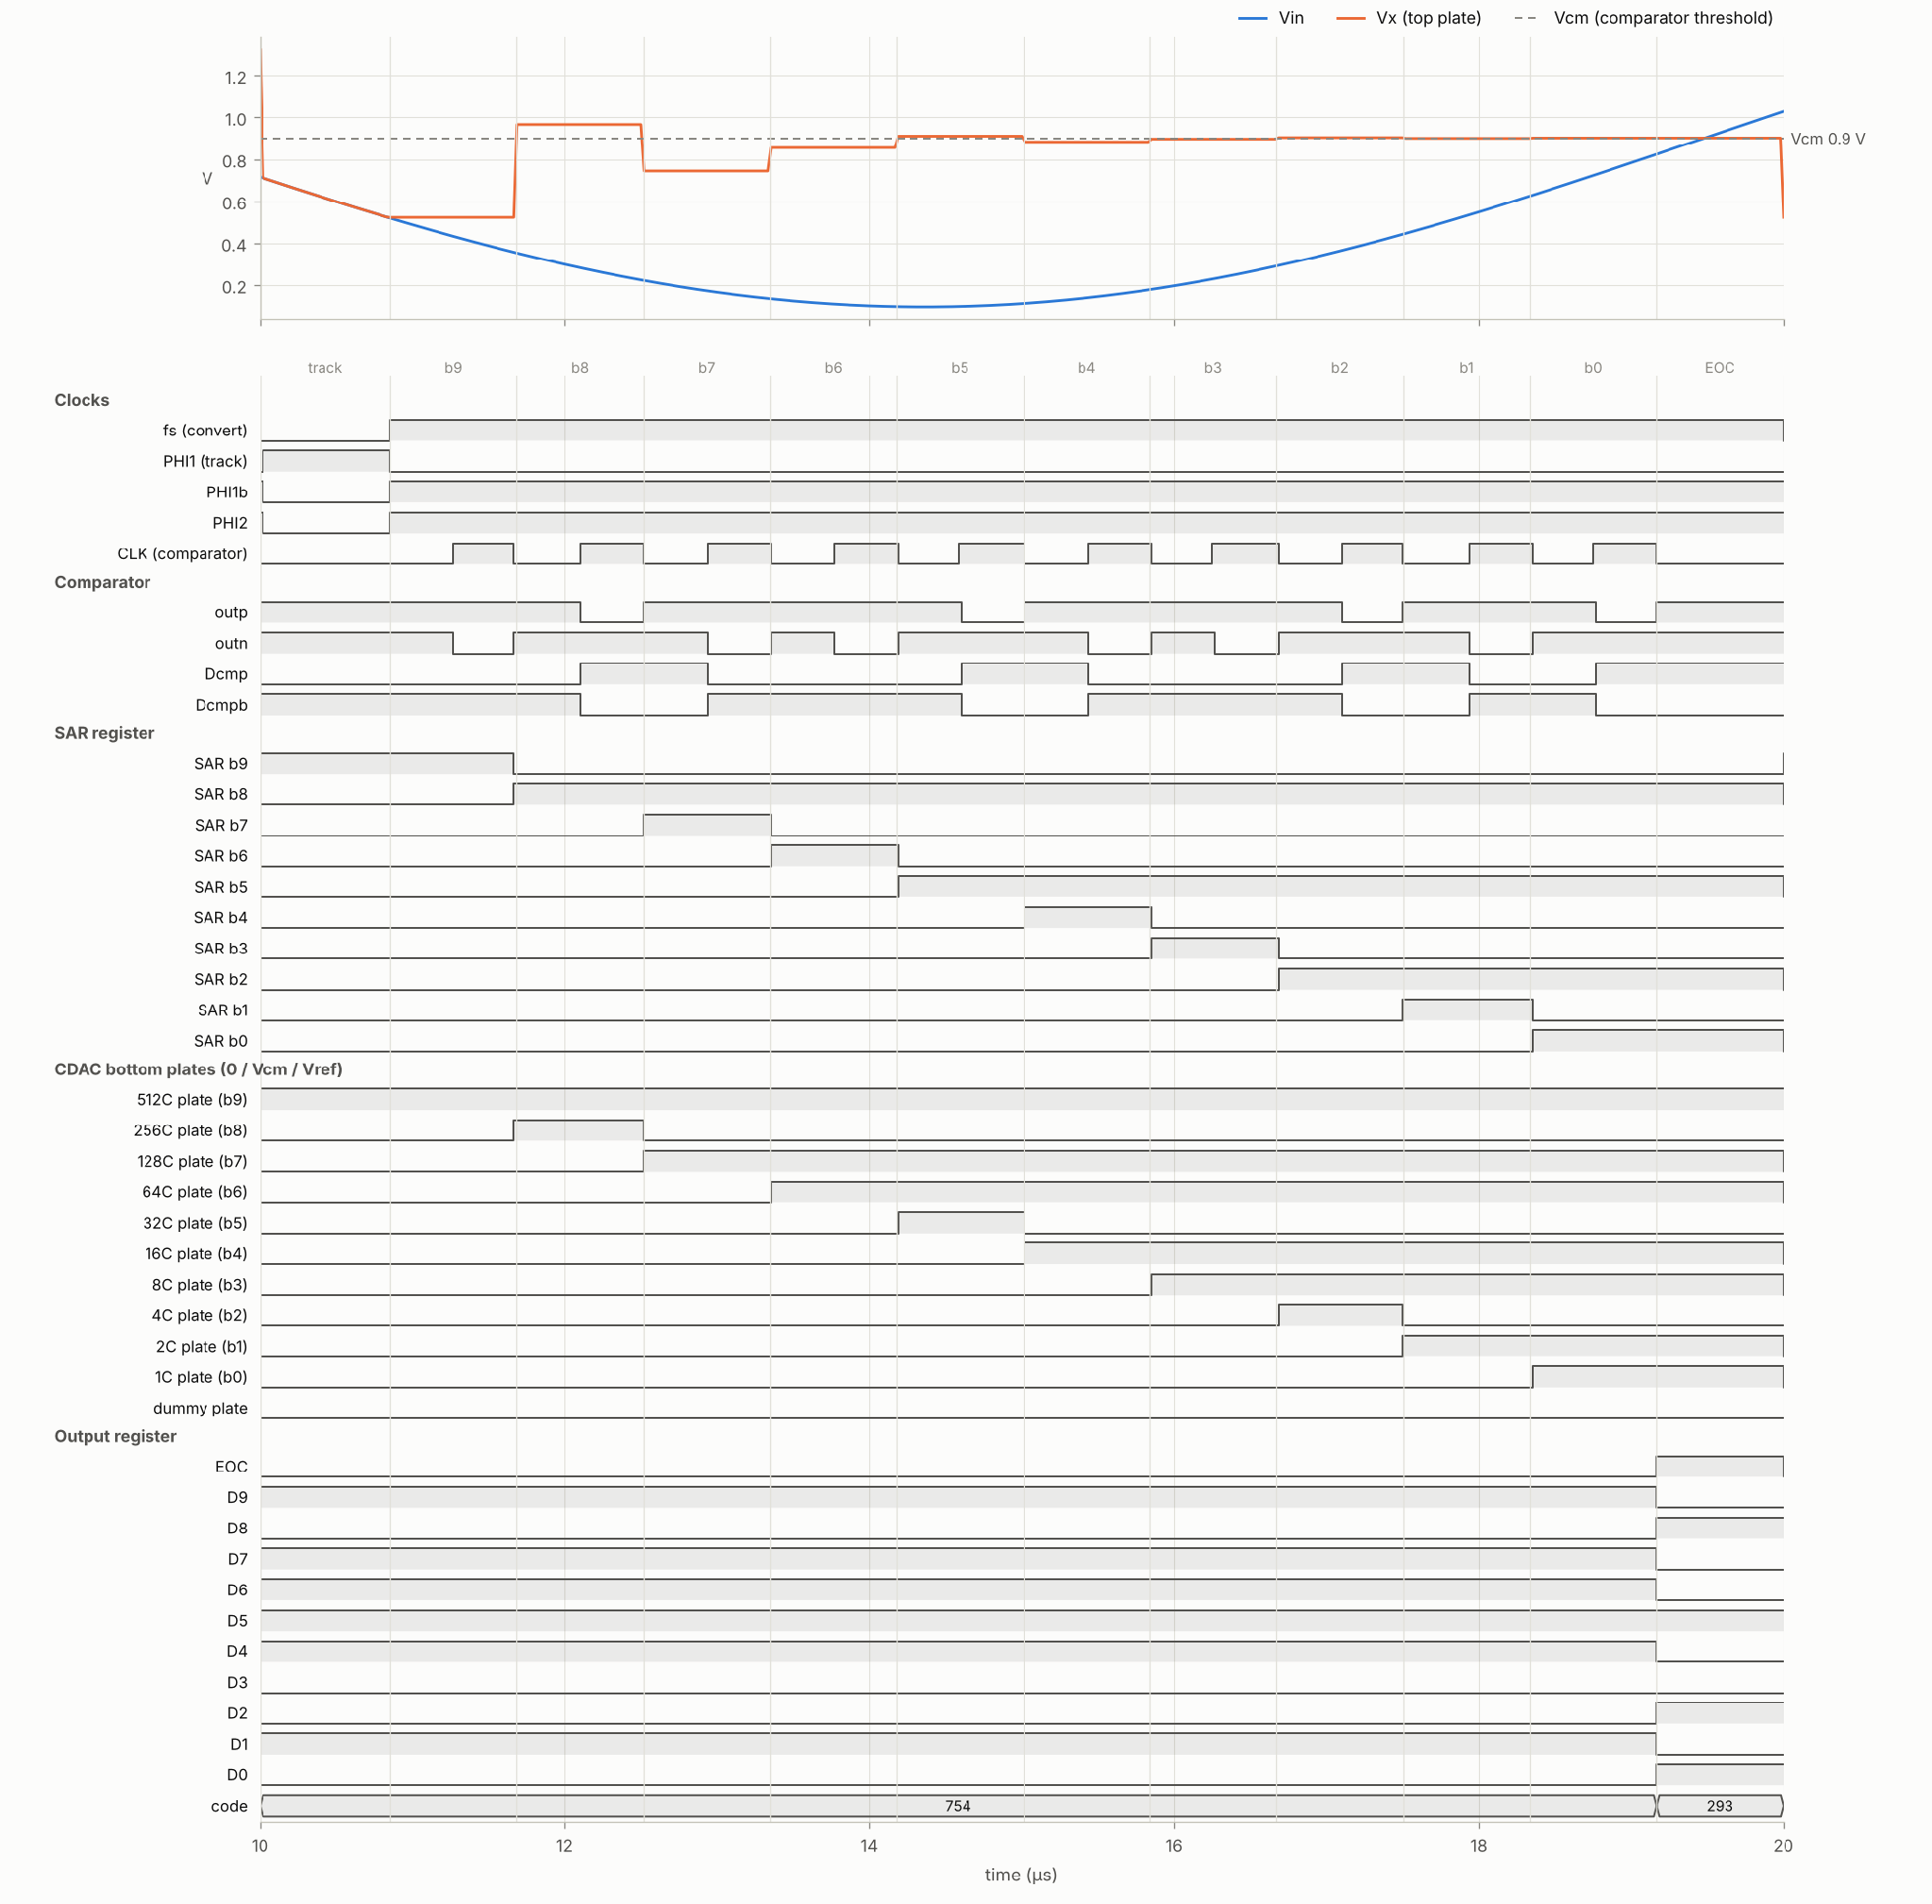 Vin Vx (top plate) Vcm (comparator threshold)
1.2
1.0
Vcm 0.9 V
0.8
V
0.6
0.4
0.2
track b9 b8 b7 b6 b5 b4 b3 b2 b1 b0 EOC
Clocks
fs (convert)
PHI1 (track)
PHI1b
PHI2
CLK (comparator)
Comparator
outp
outn
Dcmp
Dcmpb
SAR register
SAR b9
SAR b8
SAR b7
SAR b6
SAR b5
SAR b4
SAR b3
SAR b2
SAR b1
SAR b0
CDAC bottom plates (0 / Vcm / Vref)
512C plate (b9)
256C plate (b8)
128C plate (b7)
64C plate (b6)
32C plate (b5)
16C plate (b4)
8C plate (b3)
4C plate (b2)
2C plate (b1)
1C plate (b0)
dummy plate
Output register
EOC
D9
D8
D7
D6
D5
D4
D3
D2
D1
D0
code 754 293
10 12 14 16 18 20
time (µs)